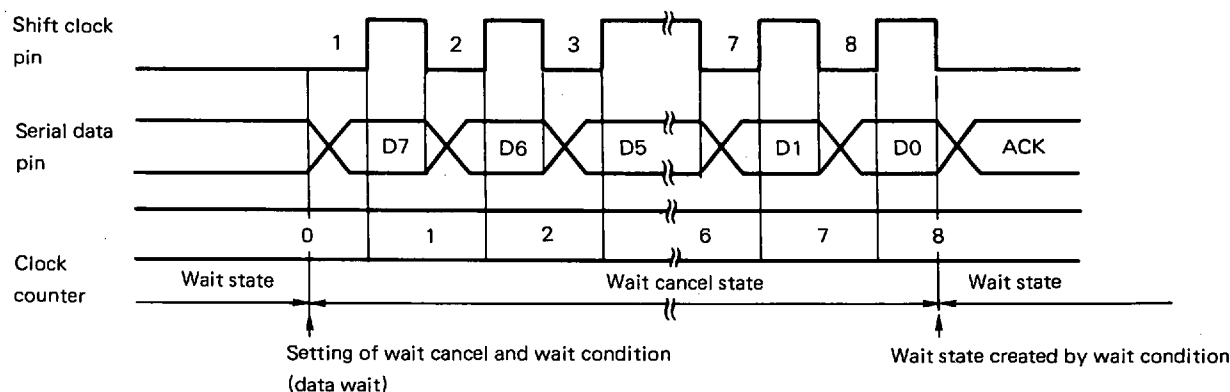 Shift clock
pin
1 2 3 7 8
Serial data
pin
D7 D6 D5 D1 D0 ACK
0 1 2 6 7 8
Clock
counter
Wait state Wait cancel state Wait state
Setting of wait cancel and wait condition
(data wait)
Wait state created by wait condition